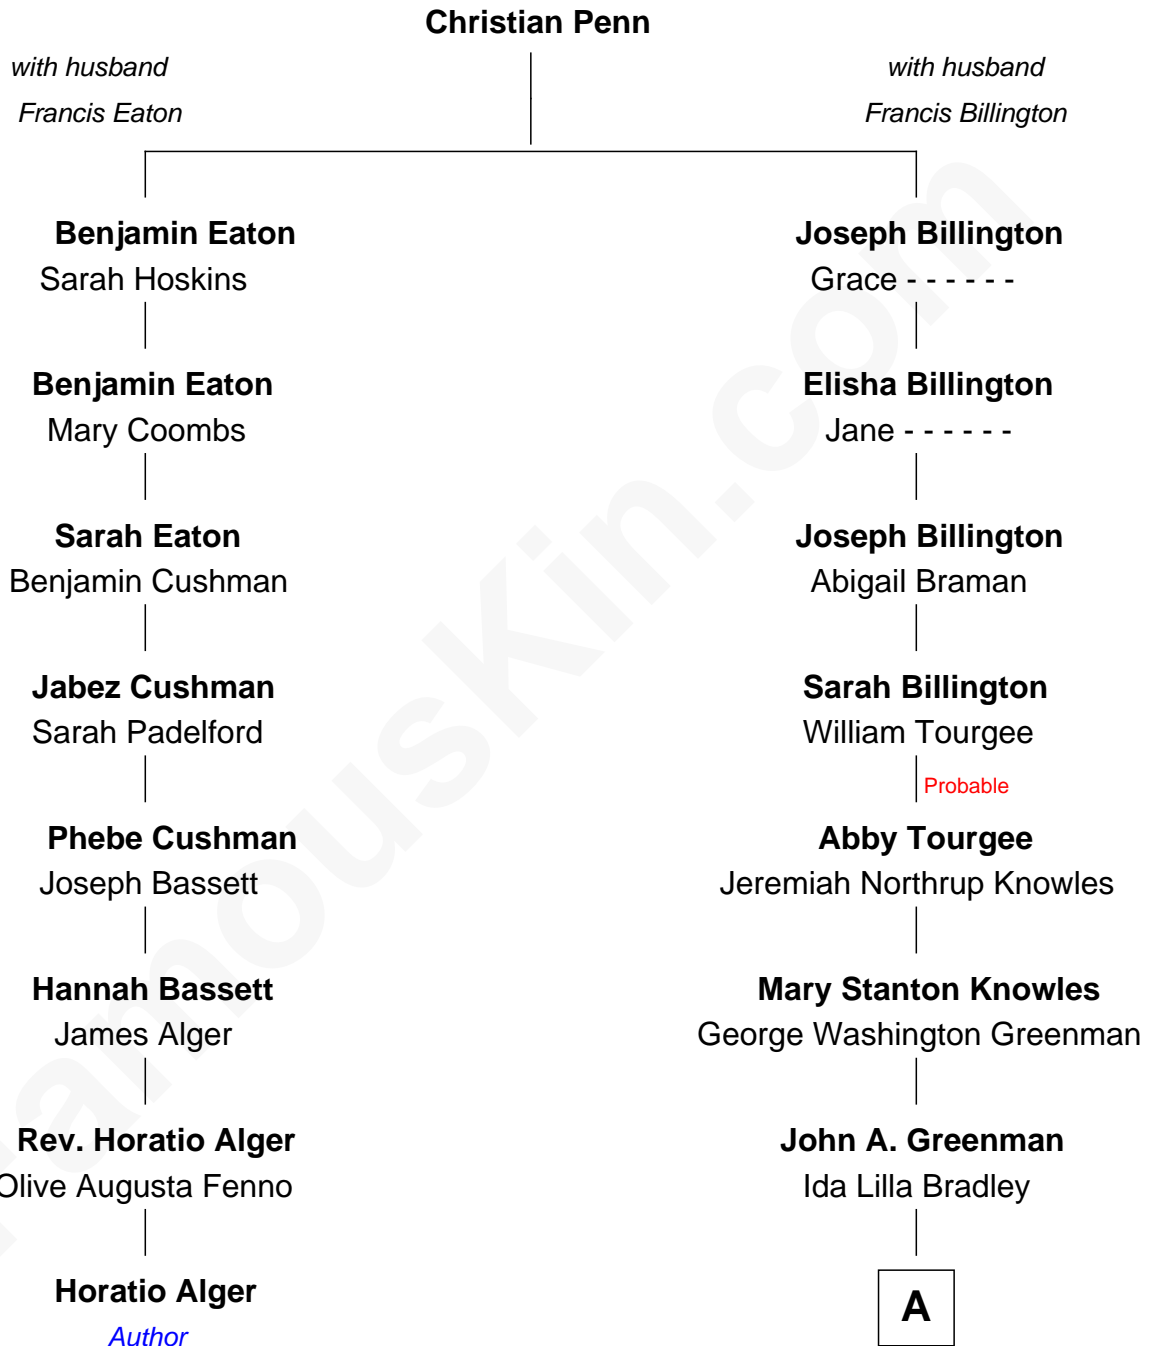 Christian Penn
with husband
Francis Eaton
with husband
Francis Billington
Benjamin Eaton
Sarah Hoskins
Joseph Billington
Grace - - - - - -
Benjamin Eaton
Mary Coombs
Elisha Billington
Jane - - - - - -
Sarah Eaton
Benjamin Cushman
Joseph Billington
Abigail Braman
Jabez Cushman
Sarah Padelford
Sarah Billington
William Tourgee
Probable
Phebe Cushman
Joseph Bassett
Abby Tourgee
Jeremiah Northrup Knowles
Hannah Bassett
James Alger
Mary Stanton Knowles
George Washington Greenman
Rev. Horatio Alger
Olive Augusta Fenno
John A. Greenman
Ida Lilla Bradley
Horatio Alger
Author
A
FamousKin.com